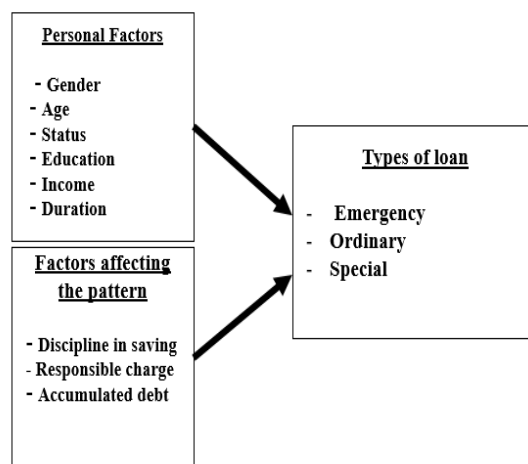 Personal Factors
- Gender
- Age
- Status
- Education
- Income
- Duration
Factors affecting
the pattern
- Discipline in saving
- Responsible charge
- Accumulated debt
Types of loan
- Emergency
- Ordinary
- Special